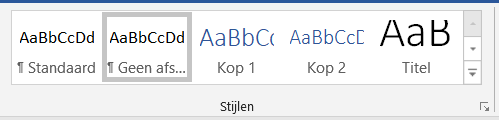 AaBbCcDd AaBbCcDd AaBbCc AaBbCcD AaB
¶ Standaard ¶ Geen afs... Kop 1 Kop 2 Titel
Stijlen